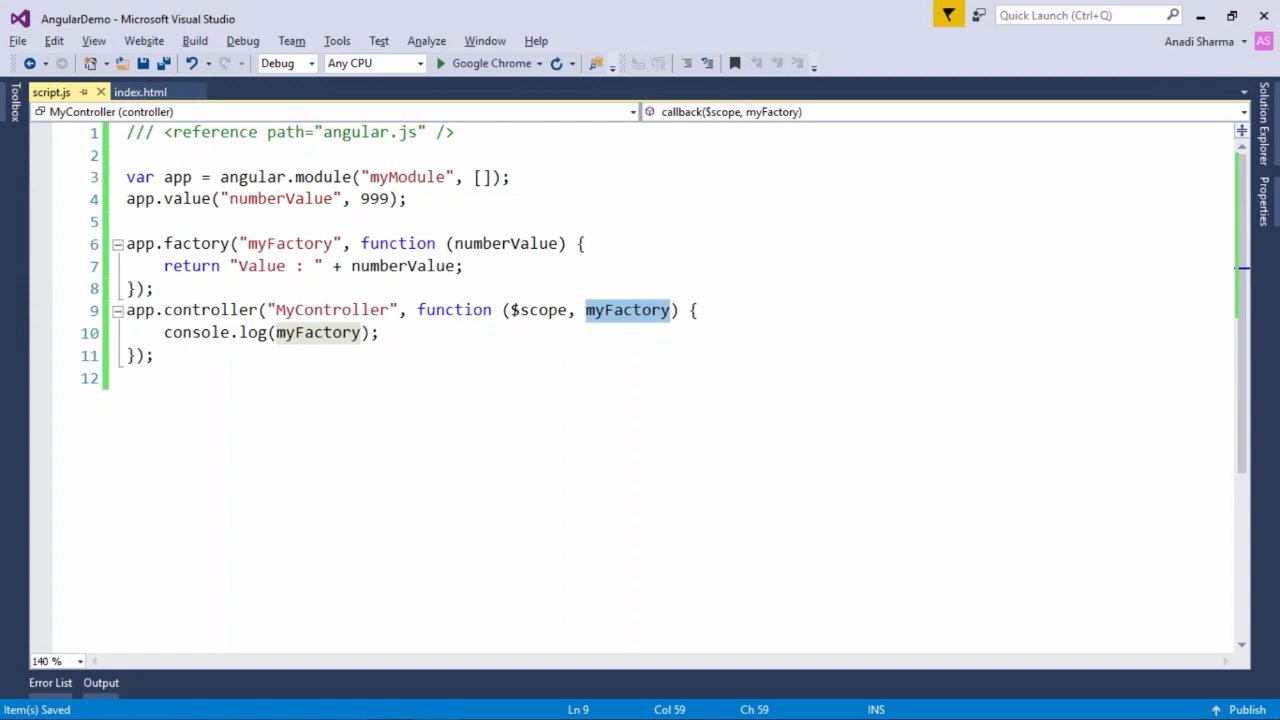 AngularDemo - Microsoft Visual Studio
Quick Launch (Ctrl+Q)
File Edit View Website Build Debug Team Tools Test Analyze Window Help
Anadi Sharma AS
Debug Any CPU Google Chrome
script.js index.html
MyController (controller) callback($scope, myFactory)
Toolbox
Solution Explorer
Properties
1 /// <reference path="angular.js" />
2
3 var app = angular.module("myModule", []);
4 app.value("numberValue", 999);
5
6 app.factory("myFactory", function (numberValue) {
7 return "Value : " + numberValue;
8 });
9 app.controller("MyController", function ($scope, myFactory) {
10 console.log(myFactory);
11 });
12
140 %
Error List Output
Item(s) Saved Ln 9 Col 59 Ch 59 INS Publish